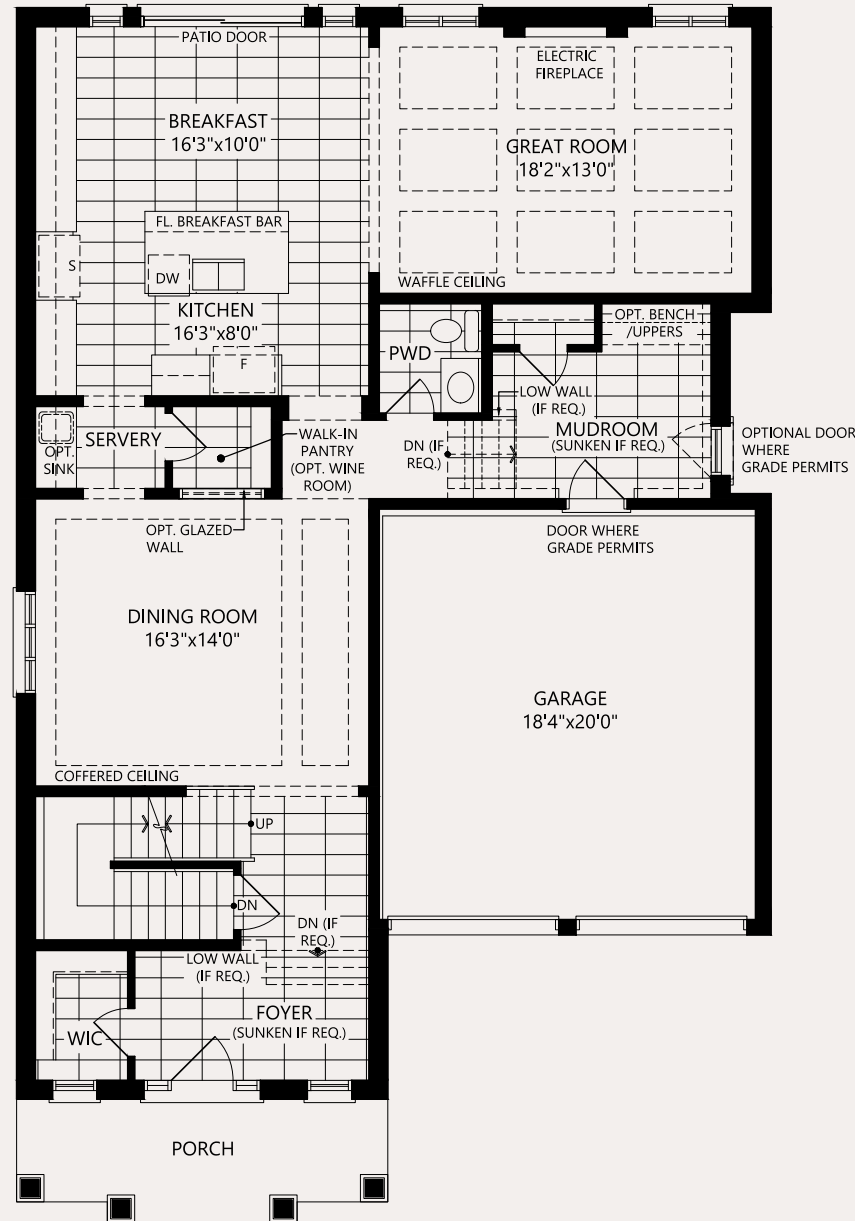 PATIO DOOR
BREAKFAST
16'3"x10'0"
ELECTRIC
FIREPLACE
GREAT ROOM
18'2"x13'0"
FL. BREAKFAST BAR
S
DW
WAFFLE CEILING
KITCHEN
16'3"x8'0"
F
PWD
OPT. BENCH
/UPPERS
LOW WALL
(IF REQ.)
MUDROOM
(SUNKEN IF REQ.)
DN (IF
REQ.)
OPTIONAL DOOR
WHERE
GRADE PERMITS
SERVERY
OPT.
SINK
WALK-IN
PANTRY
(OPT. WINE
ROOM)
OPT. GLAZED
WALL
DOOR WHERE
GRADE PERMITS
DINING ROOM
16'3"x14'0"
GARAGE
18'4"x20'0"
COFFERED CEILING
UP
DN
DN (IF
REQ.)
LOW WALL
(IF REQ.)
FOYER
(SUNKEN IF REQ.)
WIC
PORCH